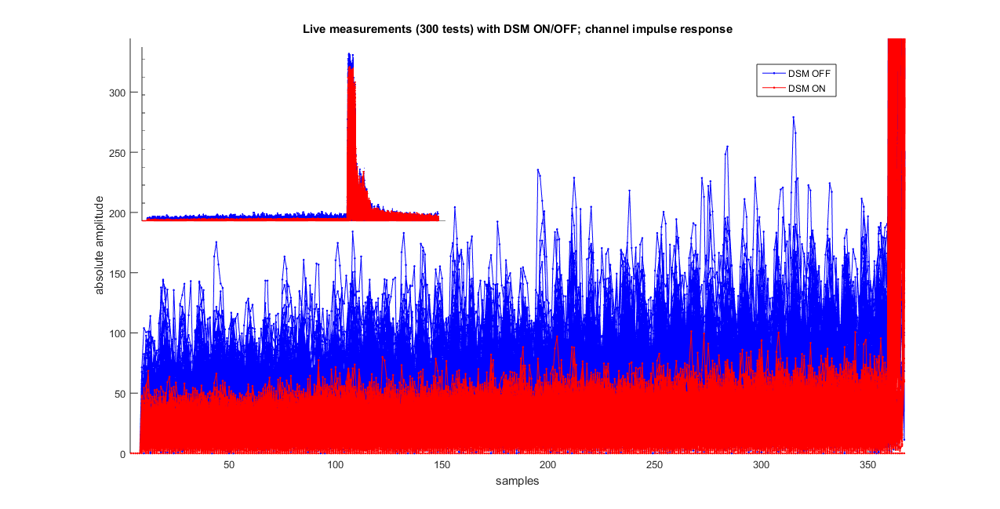 Live measurements (300 tests) with DSM ON/OFF; channel impulse response
DSM OFF
DSM ON
absolute amplitude
300
250
200
150
100
50
0
50
100
150
200
250
300
350
samples